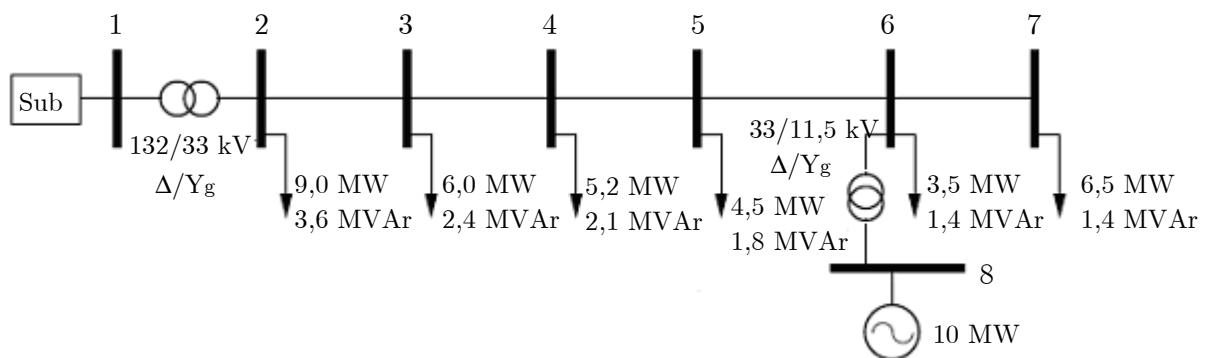 1
2
3
4
5
6
7
Sub
132/33 kV
Δ/Yg
9,0 MW
3,6 MVAr
6,0 MW
2,4 MVAr
5,2 MW
2,1 MVAr
4,5 MW
1,8 MVAr
33/11,5 kV
Δ/Yg
3,5 MW
1,4 MVAr
6,5 MW
1,4 MVAr
8
10 MW